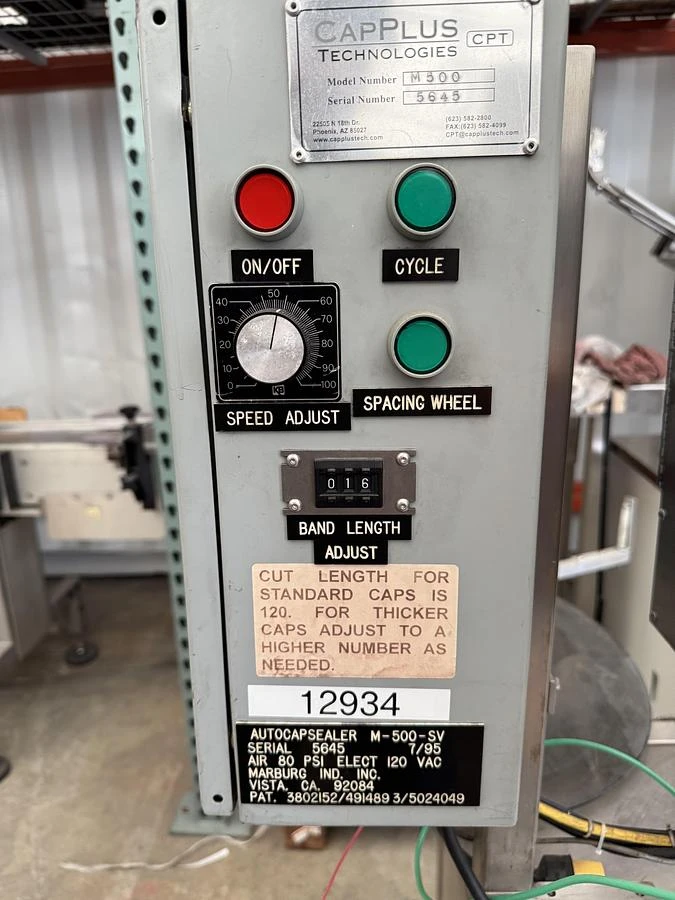 CAPPLUS
TECHNOLOGIES CPT
Model Number M500
Serial Number 5645
22505 N 18th Dr. (623) 582-2800
Phoenix, AZ 85027 FAX:(623) 582-4099
www.capplustech.com CPT@capplustech.com
ON/OFF CYCLE
0 10 20 30 40 50 60 70 80 90 100
KB
SPEED ADJUST SPACING WHEEL
016
BAND LENGTH
ADJUST
CUT LENGTH FOR
STANDARD CAPS IS
120. FOR THICKER
CAPS ADJUST TO A
HIGHER NUMBER AS
NEEDED.
12934
AUTOCAPSEALER M-500-SV
SERIAL 5645 7/95
AIR 80 PSI ELECT 120 VAC
MARBURG IND. INC.
VISTA, CA. 92084
PAT. 3802152/4914893/5024049